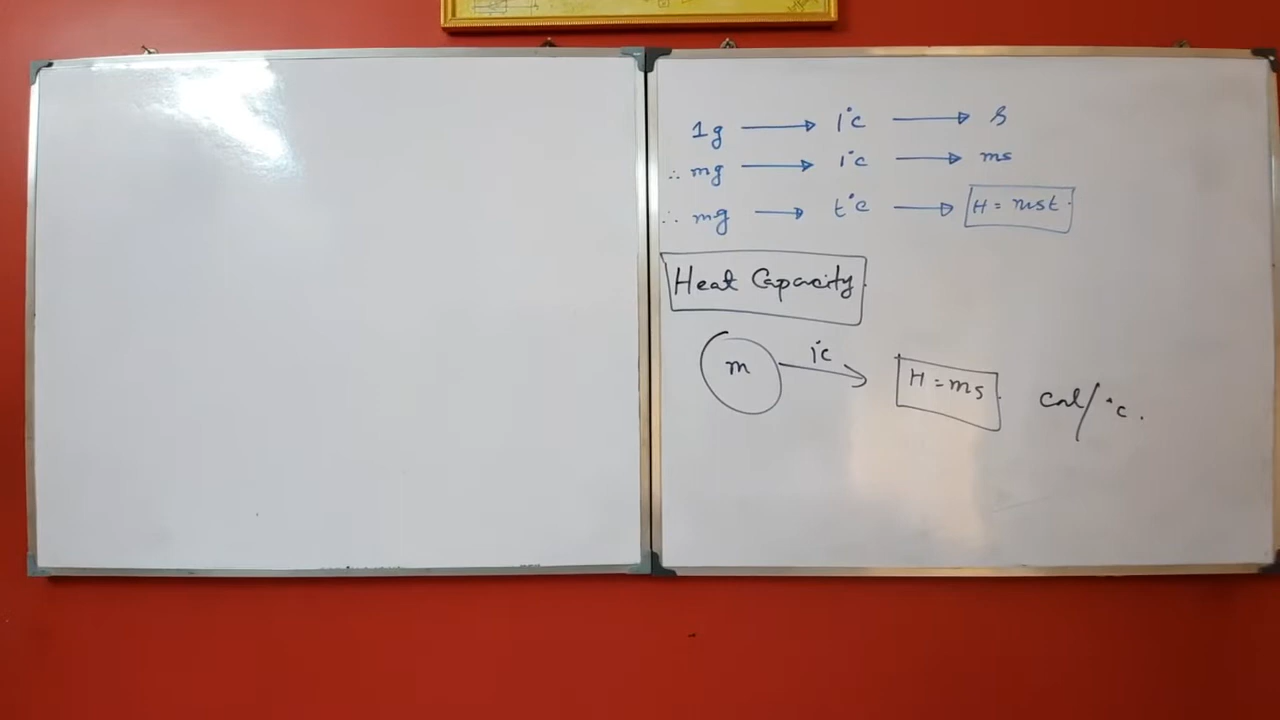 1g → 1°c → s
∴ mg → 1°c → ms
∴ mg → t°c → H = mst.
Heat Capacity.
m 1°c → H = ms. cal/°c.